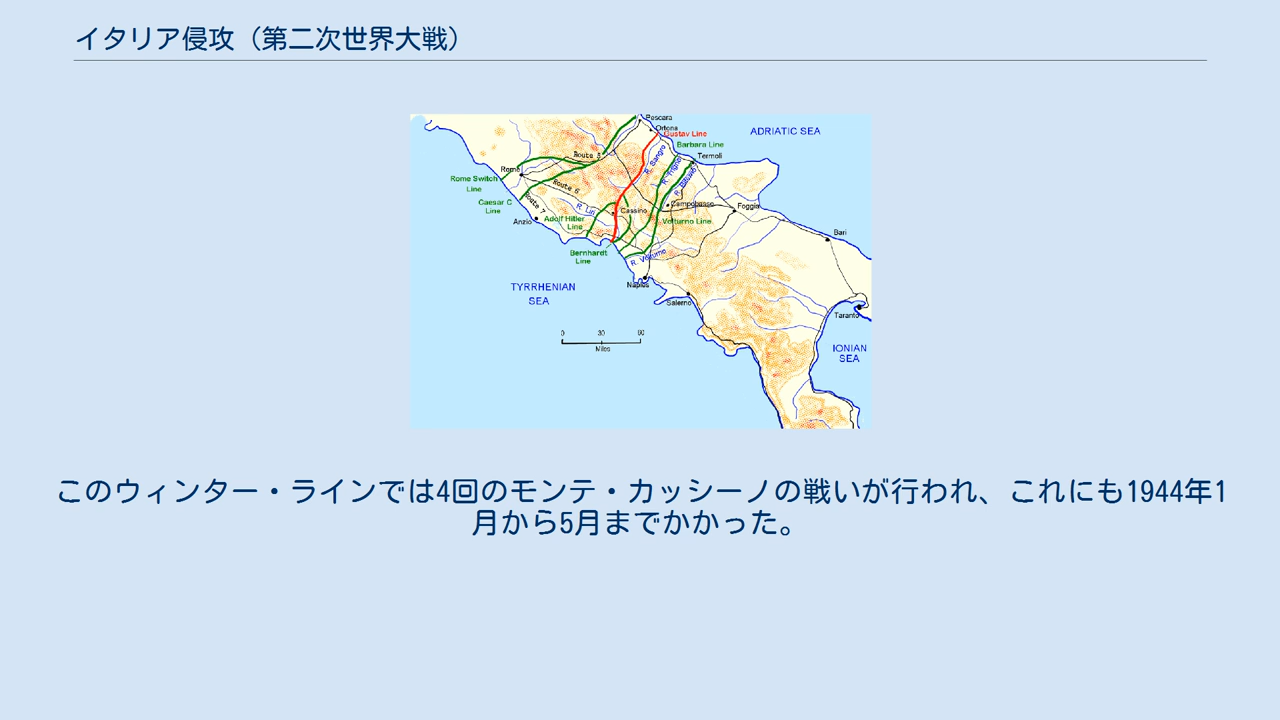 イタリア侵攻（第二次世界大戦）
Pescara
Ortona
Gustav Line
ADRIATIC SEA
Barbara Line
R. Sangro
Termoli
R. Trigno
R. Biferno
Route 5
Rome
Rome Switch
Line
Route 6
Caesar C
Line
Route 7
R. Liri
Cassino
Campobasso
Foggia
Anzio
Adolf Hitler
Line
Volturno Line
Bari
Bernhardt
Line
R. Volturno
TYRRHENIAN
SEA
Naples
Salerno
Taranto
0 30 60
Miles
IONIAN
SEA
このウィンター・ラインでは4回のモンテ・カッシーノの戦いが行われ、これにも1944年1
月から5月までかかった。